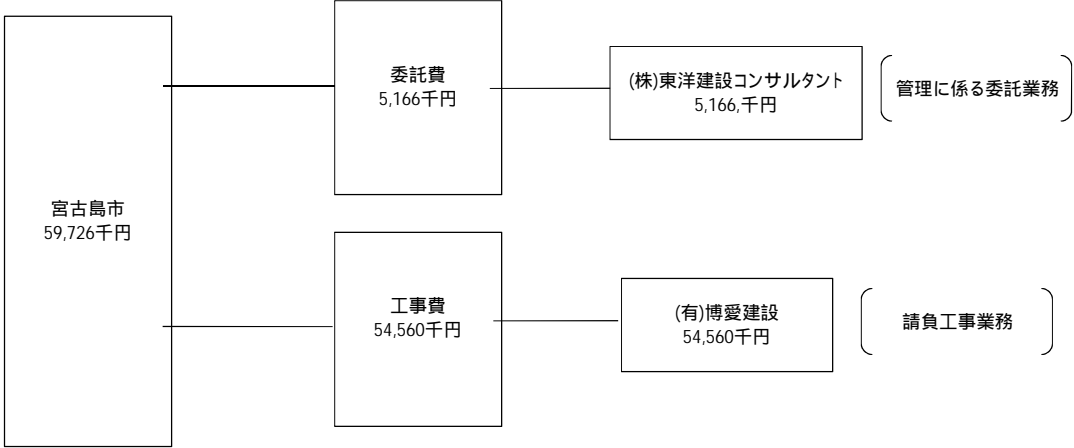 宮古島市
59,726千円
委託費
5,166千円
(株)東洋建設コンサルタント
5,166,千円
管理に係る委託業務
工事費
54,560千円
(有)博愛建設
54,560千円
請負工事業務